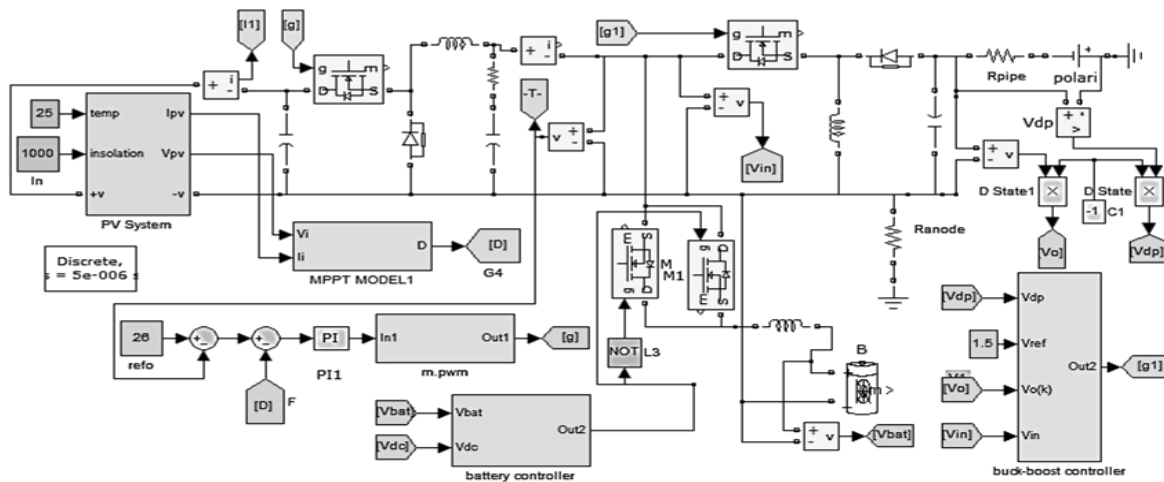 [I1]
[g]
i
g
m
D
S
i
[g1]
g
m
D
S
Rpipe
polari
-T-
v
v
[Vin]
Vdp
v
25
temp
Ipv
1000
insolation
Vpv
In
+v
-v
PV System
D State1
D State
-1
C1
[Vo]
[Vdp]
Vi
Ii
D
MPPT MODEL1
[D]
G4
Discrete,
s = 5e-006 s
Ranode
E
S
g
D
M
M1
g
D
E
S
26
refo
PI
PI1
In1
Out1
m.pwm
[g]
NOT
L3
[D]
F
B
m >
[Vbat]
Vbat
[Vdc]
Vdc
Out2
battery controller
v
[Vbat]
[Vdp]
Vdp
1.5
Vref
Out2
[g1]
[Vo]
Vo(k)
[Vin]
Vin
buck-boost controller